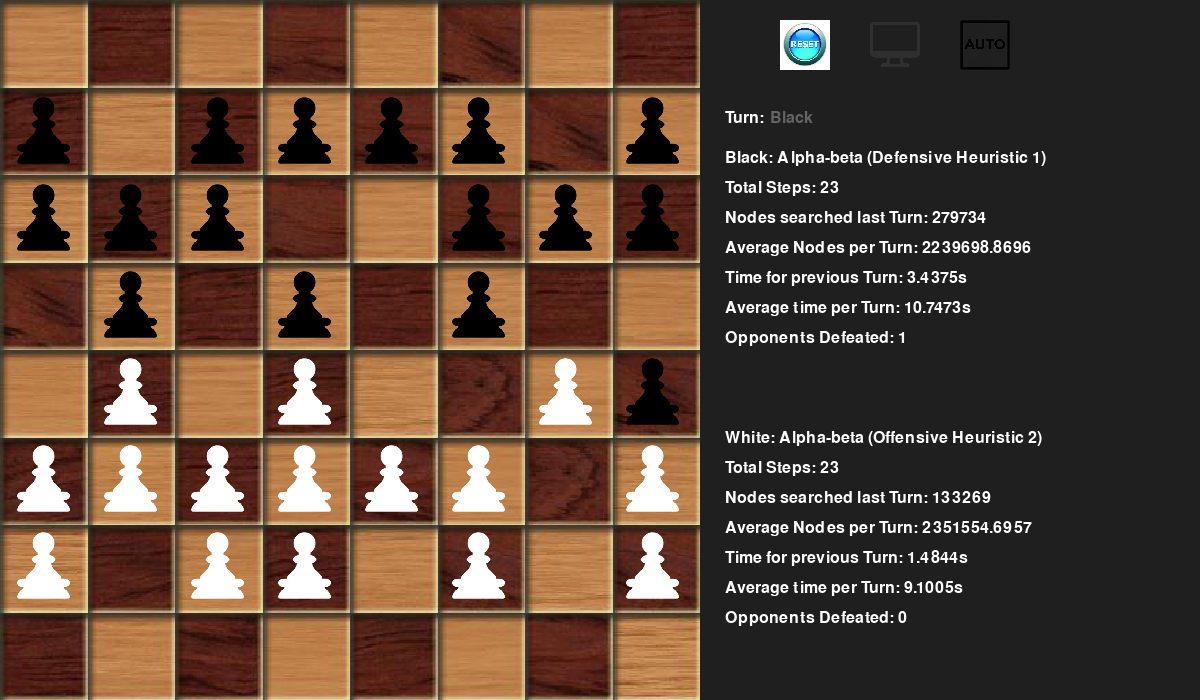 RESET
AUTO
Turn: Black
Black: Alpha-beta (Defensive Heuristic 1)
Total Steps: 23
Nodes searched last Turn: 279734
Average Nodes per Turn: 2239698.8696
Time for previous Turn: 3.4375s
Average time per Turn: 10.7473s
Opponents Defeated: 1
White: Alpha-beta (Offensive Heuristic 2)
Total Steps: 23
Nodes searched last Turn: 133269
Average Nodes per Turn: 2351554.6957
Time for previous Turn: 1.4844s
Average time per Turn: 9.1005s
Opponents Defeated: 0